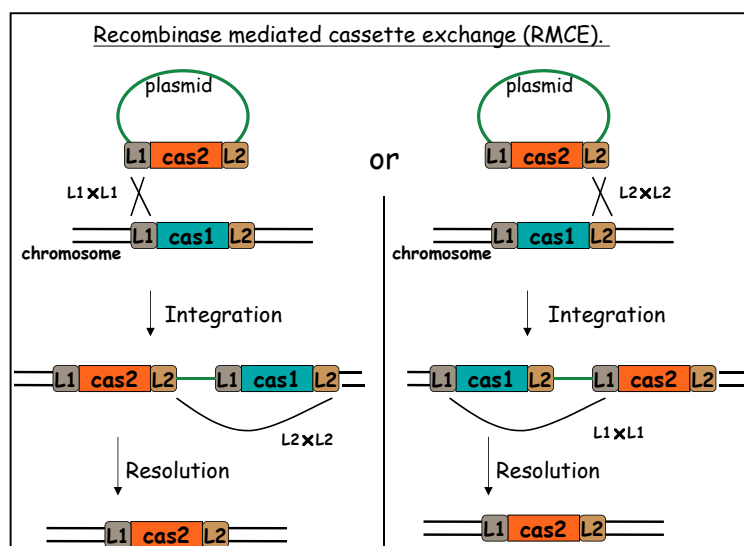 Recombinase mediated cassette exchange (RMCE).
plasmid
L1 cas2 L2
L1×L1
L1 cas1 L2
chromosome
Integration
L1 cas2 L2 L1 cas1 L2
L2×L2
Resolution
L1 cas2 L2
or
plasmid
L1 cas2 L2
L2×L2
L1 cas1 L2
chromosome
Integration
L1 cas1 L2 L1 cas2 L2
L1×L1
Resolution
L1 cas2 L2